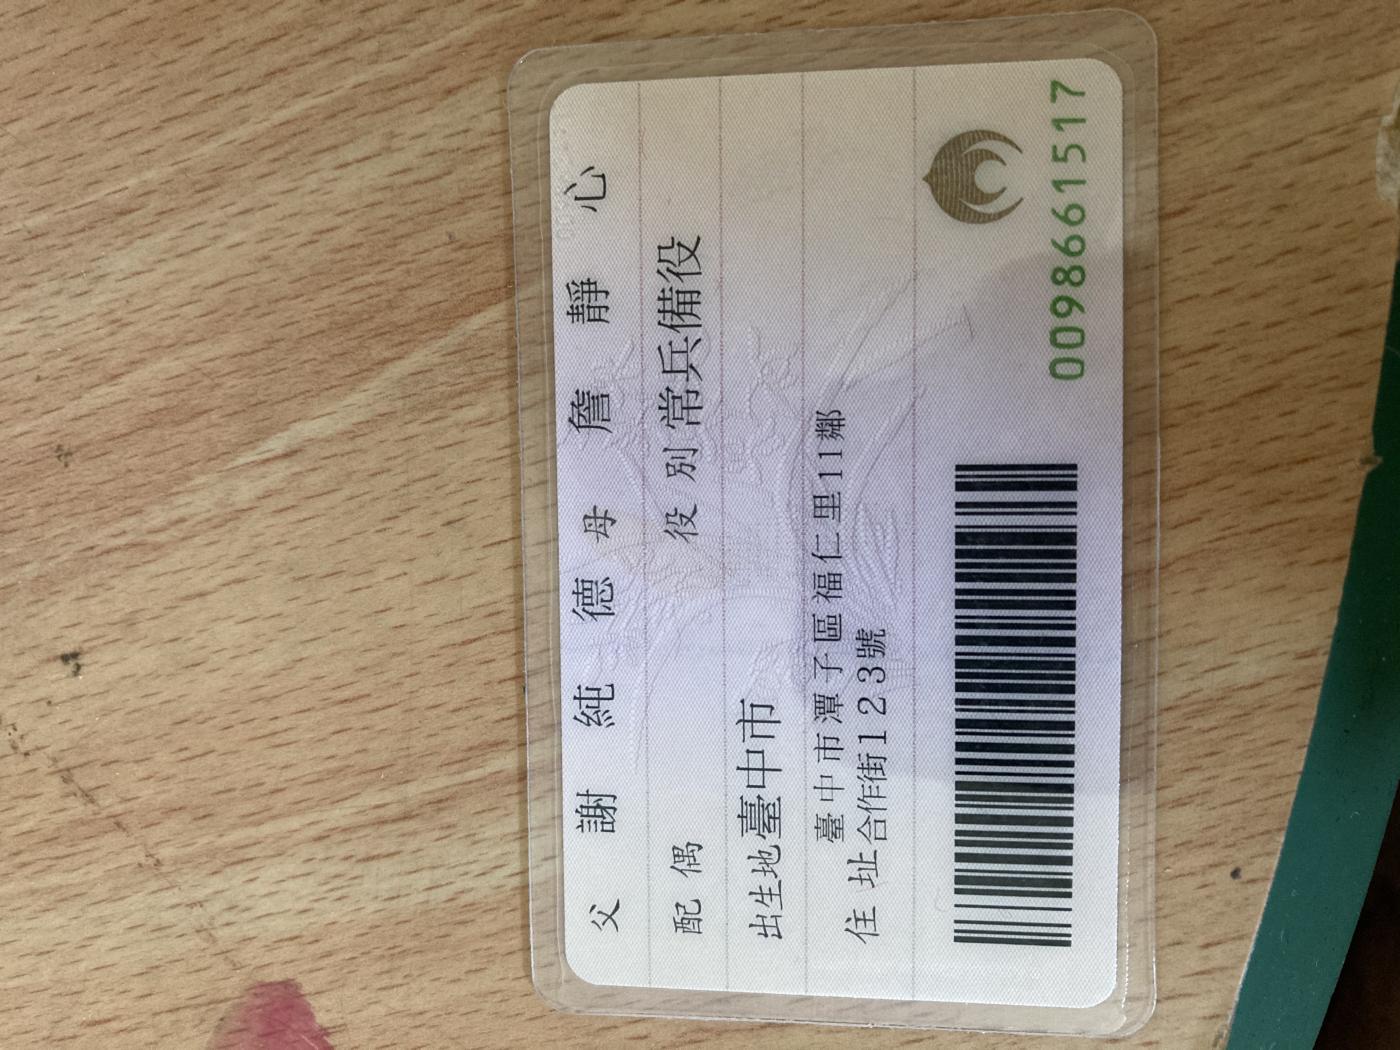 父 謝 純 德 母 詹 靜 心
配 偶 役 別 常兵備役
出生地 臺中市
臺中市潭子區福仁里11鄰
住 址 合作街123號
0098661517